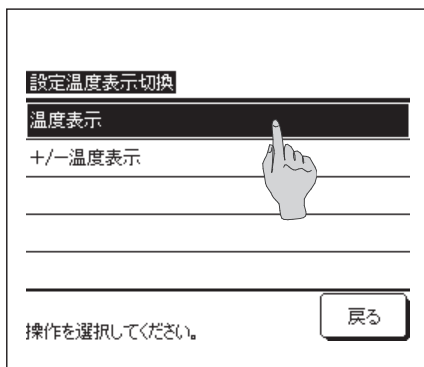 設定温度表示切換
温度表示
+/−温度表示
操作を選択してください。
戻る